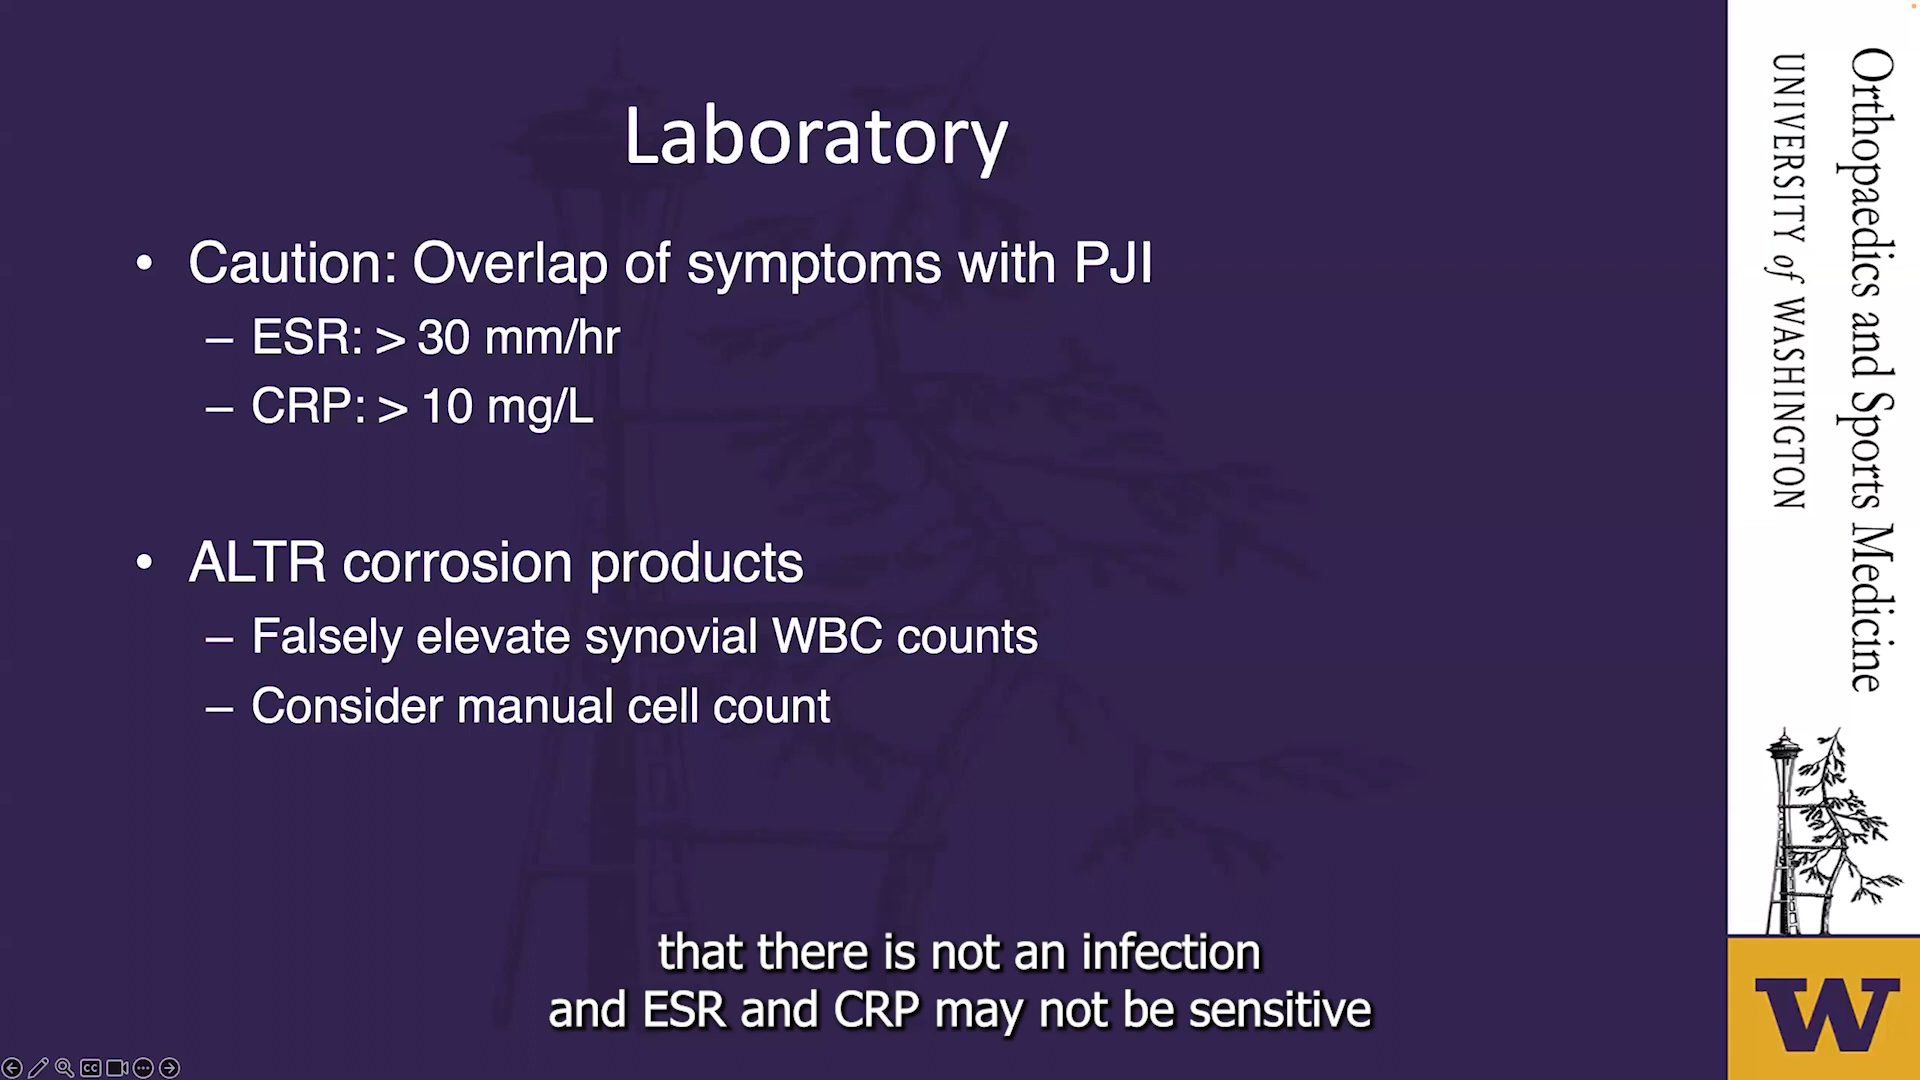 Laboratory
• Caution: Overlap of symptoms with PJI
– ESR: > 30 mm/hr
– CRP: > 10 mg/L
• ALTR corrosion products
– Falsely elevate synovial WBC counts
– Consider manual cell count
that there is not an infection
and ESR and CRP may not be sensitive
Orthopaedics and Sports Medicine
UNIVERSITY of WASHINGTON
W
CC